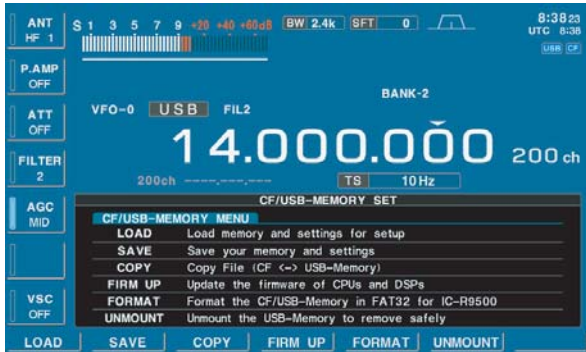 ANT
HF 1
S 1 3 5 7 9 +20 +40 +60dB
BW 2.4k
SFT 0
8:38 23
UTC 8:38
USB CF
P.AMP
OFF
BANK-2
ATT
OFF
VFO-0 USB FIL2
14.000.000 200 ch
FILTER
2
200ch ----.---.---
TS 10Hz
AGC
MID
CF/USB-MEMORY SET
CF/USB-MEMORY MENU
LOAD Load memory and settings for setup
SAVE Save your memory and settings
COPY Copy File (CF <-> USB-Memory)
FIRM UP Update the firmware of CPUs and DSPs
FORMAT Format the CF/USB-Memory in FAT32 for IC-R9500
UNMOUNT Unmount the USB-Memory to remove safely
VSC
OFF
LOAD SAVE COPY FIRM UP FORMAT UNMOUNT